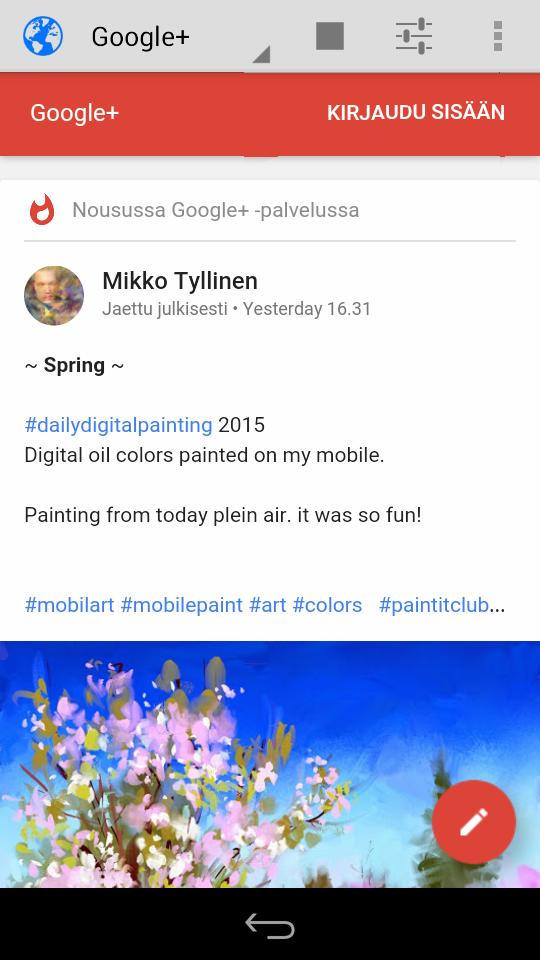 Google+
Google+ KIRJAUDU SISÄÄN
Nousussa Google+ -palvelussa
Mikko Tyllinen
Jaettu julkisesti • Yesterday 16.31
~ Spring ~
#dailydigitalpainting 2015
Digital oil colors painted on my mobile.
Painting from today plein air. it was so fun!
#mobilart #mobilepaint #art #colors #paintitclub...